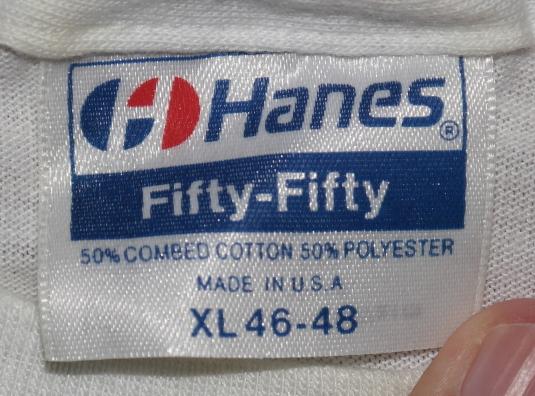 Hanes®
Fifty-Fifty
50% COMBED COTTON 50% POLYESTER
MADE IN U.S.A
XL 46-48